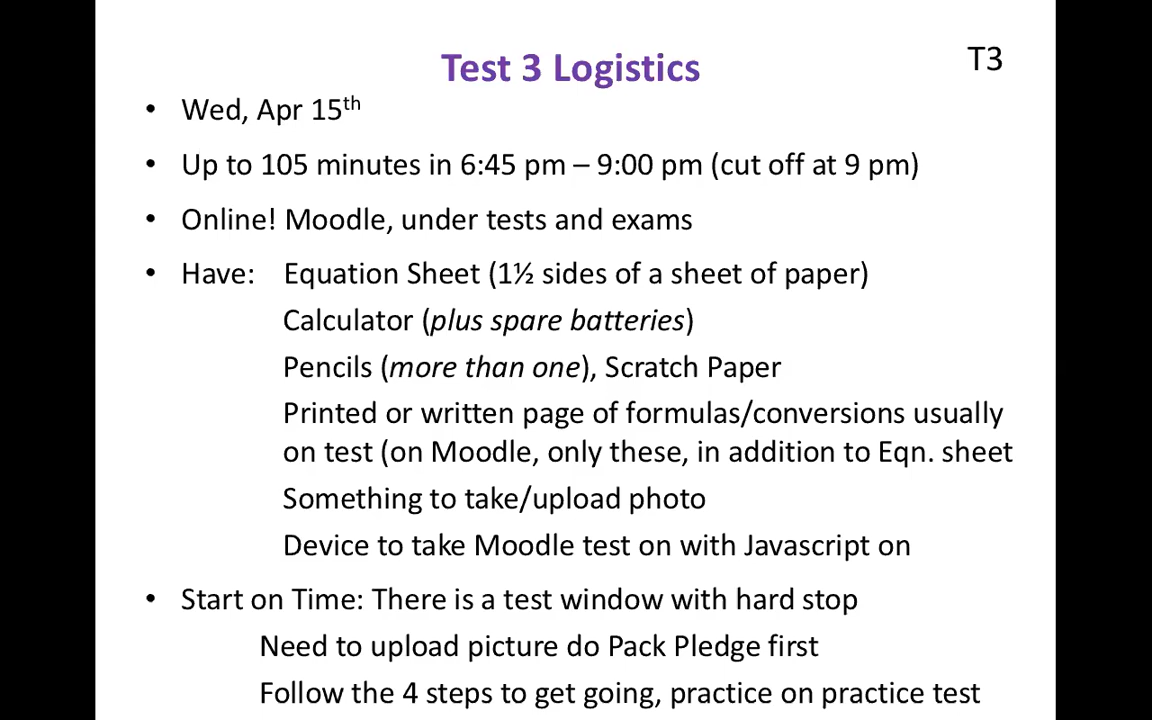 Test 3 Logistics
T3
• Wed, Apr 15th
• Up to 105 minutes in 6:45 pm – 9:00 pm (cut off at 9 pm)
• Online! Moodle, under tests and exams
• Have: Equation Sheet (1½ sides of a sheet of paper)
Calculator (plus spare batteries)
Pencils (more than one), Scratch Paper
Printed or written page of formulas/conversions usually
on test (on Moodle, only these, in addition to Eqn. sheet
Something to take/upload photo
Device to take Moodle test on with Javascript on
• Start on Time: There is a test window with hard stop
Need to upload picture do Pack Pledge first
Follow the 4 steps to get going, practice on practice test